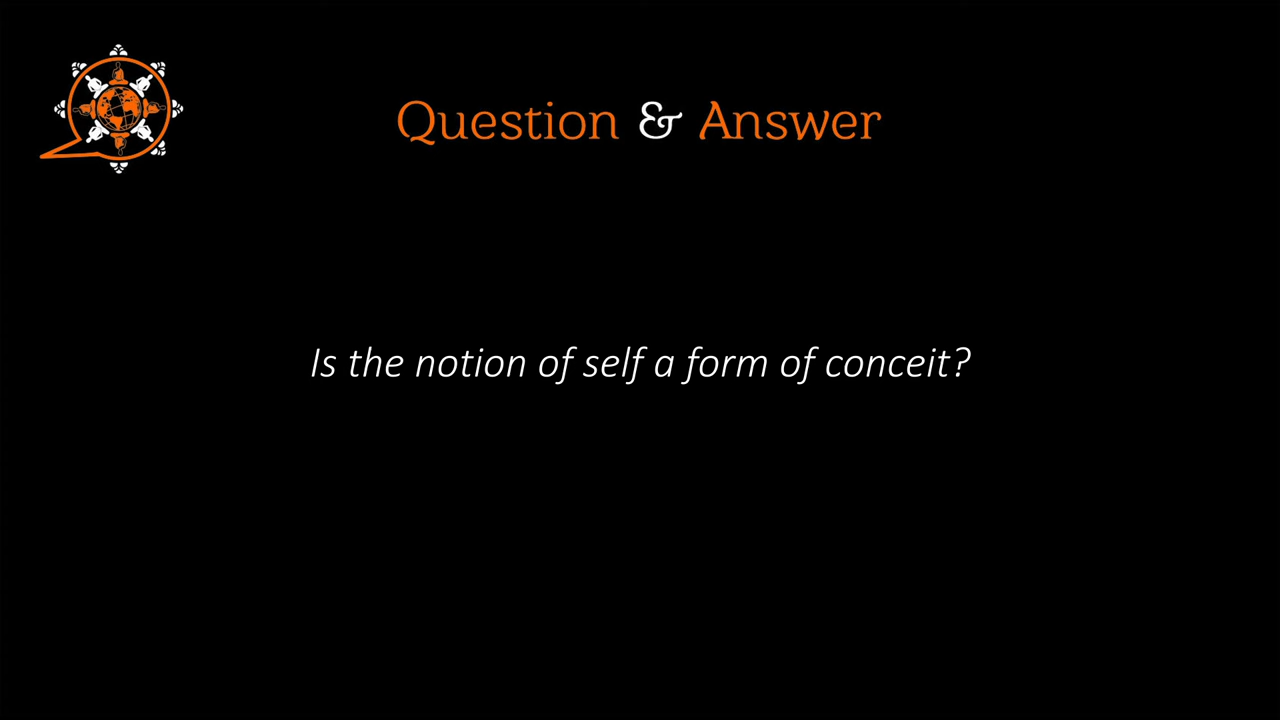 Question & Answer
Is the notion of self a form of conceit?